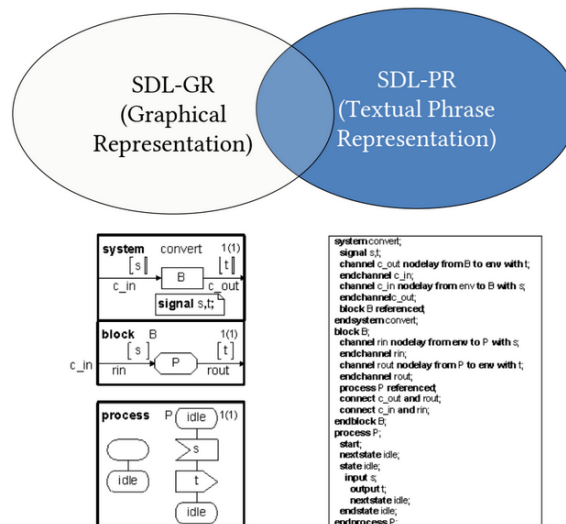 SDL-GR
(Graphical
Representation)
SDL-PR
(Textual Phrase
Representation)
system convert 1(1)
[s] [t]
B
c_in c_out
signal s,t;
block B 1(1)
[s] [t]
c_in P
rin rout
process P idle 1(1)
s
idle t
idle
system convert;
signal s,t;
channel c_out nodelay from B to env with t;
endchannel c_in;
channel c_in nodelay from env to B with s;
endchannel c_out;
block B referenced;
endsystem convert;
block B;
channel rin nodelay from env to P with s;
endchannel rin;
channel rout nodelay from P to env with t;
endchannel rout;
process P referenced;
connect c_out and rout;
connect c_in and rin;
endblock B;
process P;
start;
nextstate idle;
state idle;
input s;
output t;
nextstate idle;
endstate idle;
endprocess P;